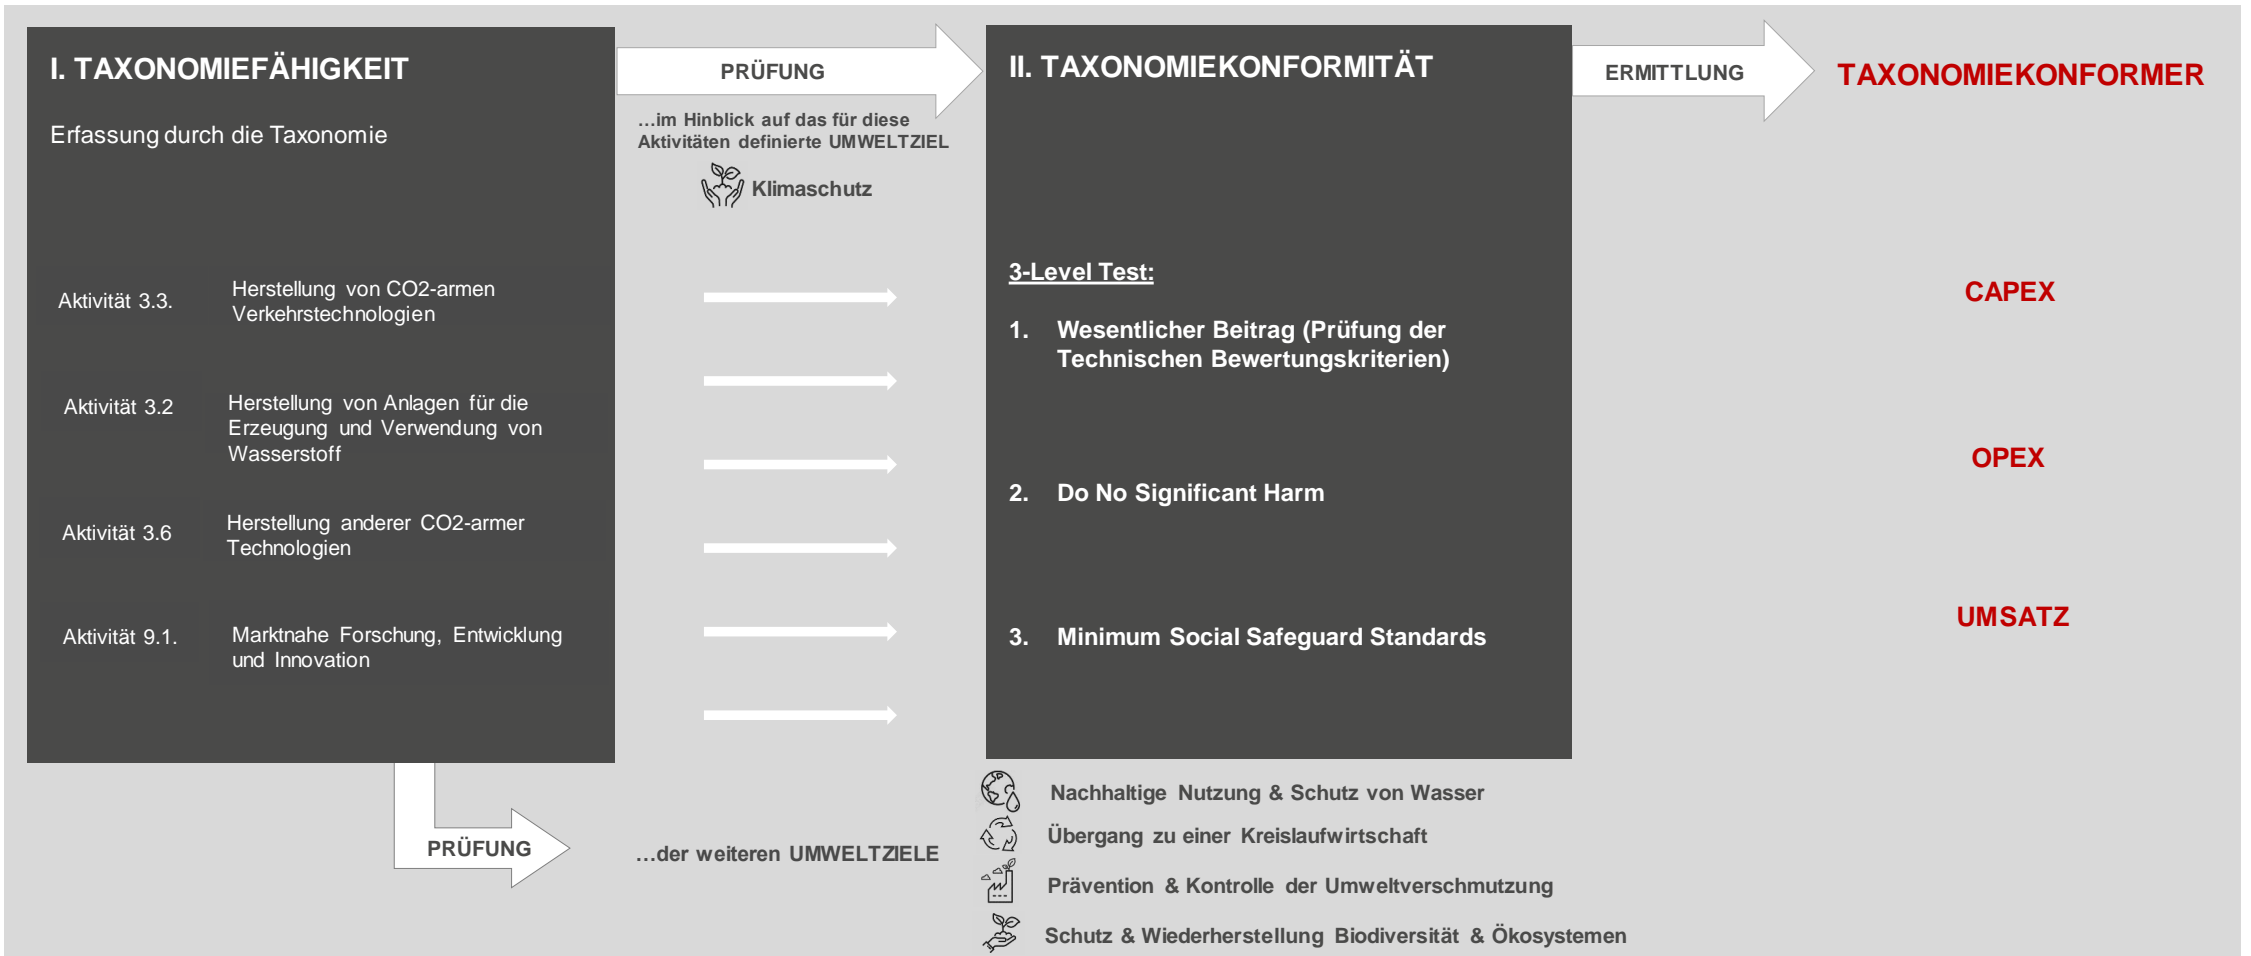 I. TAXONOMIEFÄHIGKEIT
Erfassung durch die Taxonomie
Aktivität 3.3.
Herstellung von CO2-armen
Verkehrstechnologien
Aktivität 3.2
Herstellung von Anlagen für die
Erzeugung und Verwendung von
Wasserstoff
Aktivität 3.6
Herstellung anderer CO2-armer
Technologien
Aktivität 9.1.
Marktnahe Forschung, Entwicklung
und Innovation
PRÜFUNG
…im Hinblick auf das für diese
Aktivitäten definierte UMWELTZIEL
Klimaschutz
II. TAXONOMIEKONFORMITÄT
3-Level Test:
1. Wesentlicher Beitrag (Prüfung der
Technischen Bewertungskriterien)
2. Do No Significant Harm
3. Minimum Social Safeguard Standards
ERMITTLUNG
TAXONOMIEKONFORMER
CAPEX
OPEX
UMSATZ
PRÜFUNG
…der weiteren UMWELTZIELE
Nachhaltige Nutzung & Schutz von Wasser
Übergang zu einer Kreislaufwirtschaft
Prävention & Kontrolle der Umweltverschmutzung
Schutz & Wiederherstellung Biodiversität & Ökosystemen